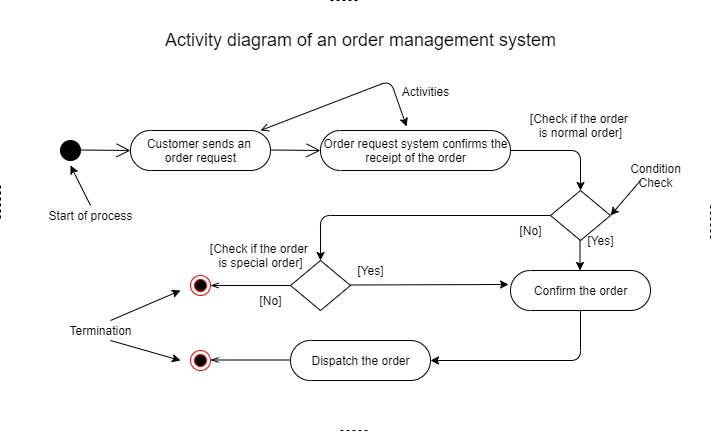 Activity diagram of an order management system
Activities
[Check if the order
is normal order]
Customer sends an
order request
Order request system confirms the
receipt of the order
Condition
Check
Start of process
[No]
[Yes]
[Check if the order
is special order]
[Yes]
[No]
Confirm the order
Termination
Dispatch the order